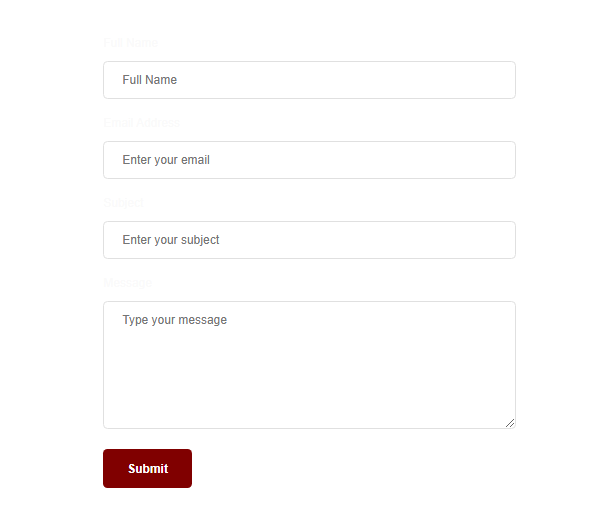 Full Name
Full Name
Email Address
Enter your email
Subject
Enter your subject
Message
Type your message
Submit